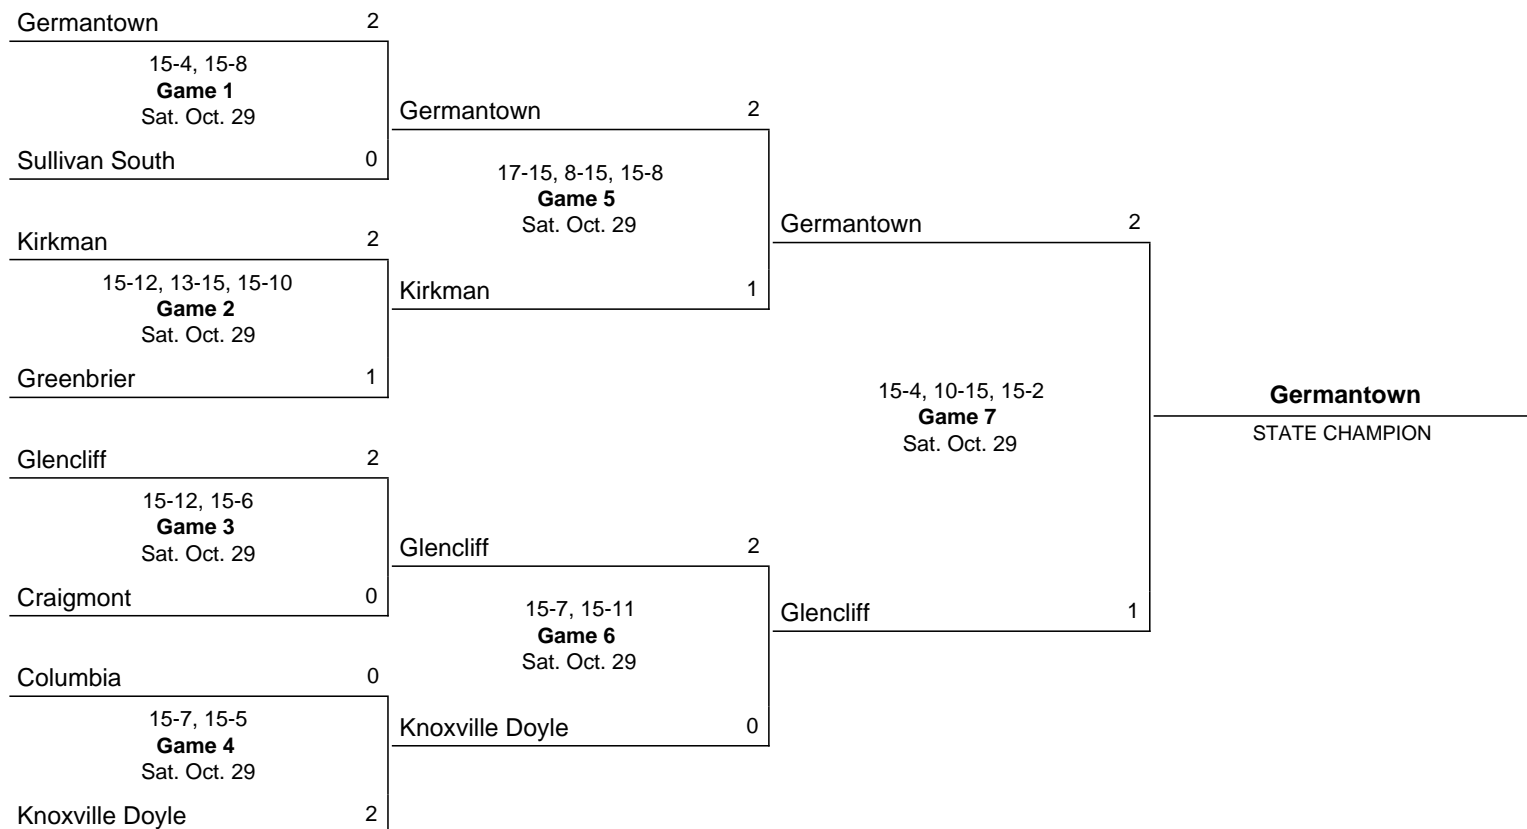 Germantown 2
15-4, 15-8
Game 1
Sat. Oct. 29
Sullivan South 0
Kirkman 2
15-12, 13-15, 15-10
Game 2
Sat. Oct. 29
Greenbrier 1
Glencliff 2
15-12, 15-6
Game 3
Sat. Oct. 29
Craigmont 0
Columbia 0
15-7, 15-5
Game 4
Sat. Oct. 29
Knoxville Doyle 2
Germantown 2
17-15, 8-15, 15-8
Game 5
Sat. Oct. 29
Kirkman 1
Glencliff 2
15-7, 15-11
Game 6
Sat. Oct. 29
Knoxville Doyle 0
Germantown 2
15-4, 10-15, 15-2
Game 7
Sat. Oct. 29
Glencliff 1
Germantown
STATE CHAMPION